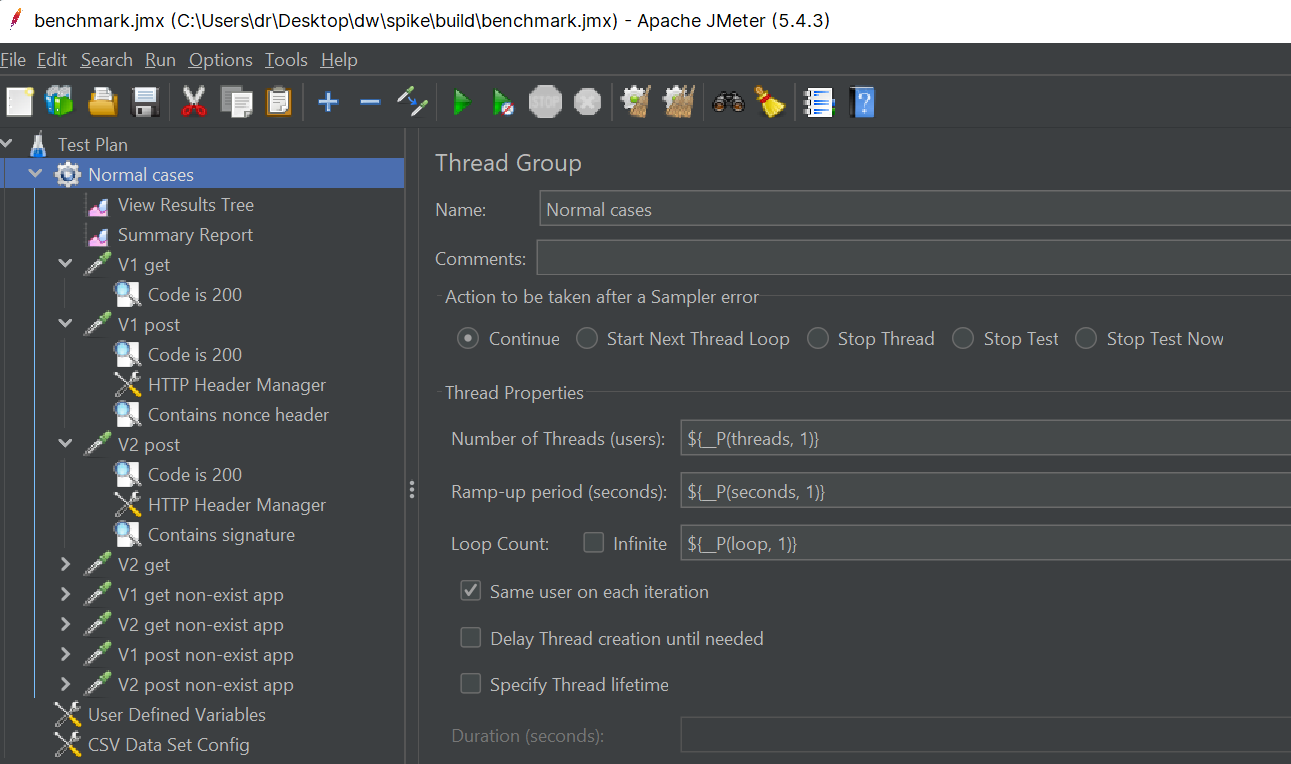 benchmark.jmx (C:\Users\dr\Desktop\dw\spike\build\benchmark.jmx) - Apache JMeter (5.4.3)
File Edit Search Run Options Tools Help
STOP
Test Plan
Normal cases
View Results Tree
Summary Report
V1 get
Code is 200
V1 post
Code is 200
HTTP Header Manager
Contains nonce header
V2 post
Code is 200
HTTP Header Manager
Contains signature
V2 get
V1 get non-exist app
V2 get non-exist app
V1 post non-exist app
V2 post non-exist app
User Defined Variables
CSV Data Set Config
Thread Group
Name: Normal cases
Comments:
Action to be taken after a Sampler error
Continue Start Next Thread Loop Stop Thread Stop Test Stop Test Now
Thread Properties
Number of Threads (users): ${__P(threads, 1)}
Ramp-up period (seconds): ${__P(seconds, 1)}
Loop Count: Infinite ${__P(loop, 1)}
Same user on each iteration
Delay Thread creation until needed
Specify Thread lifetime
Duration (seconds):